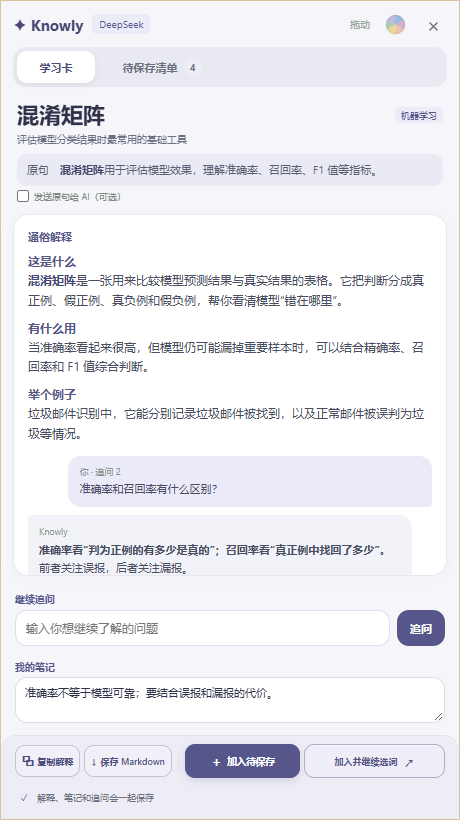 Knowly DeepSeek 拖动
学习卡 待保存清单 4
混淆矩阵 机器学习
评估模型分类结果时最常用的基础工具
原句 混淆矩阵用于评估模型效果，理解准确率、召回率、F1 值等指标。
发送原句给 AI（可选）
通俗解释
这是什么
混淆矩阵是一张用来比较模型预测结果与真实结果的表格。它把判断分成真
正例、假正例、真负例和假负例，帮你看清模型“错在哪里”。
有什么用
当准确率看起来很高，但模型仍可能漏掉重要样本时，可以结合精确率、召
回率和 F1 值综合判断。
举个例子
垃圾邮件识别中，它能分别记录垃圾邮件被找到，以及正常邮件被误判为垃
圾等情况。
你 · 追问 2
准确率和召回率有什么区别？
Knowly
准确率看“判为正例的有多少是真的”；召回率看“真正例中找回了多少”。
前者关注误报，后者关注漏报。
继续追问
输入你想继续了解的问题 追问
我的笔记
准确率不等于模型可靠；要结合误报和漏报的代价。
复制解释 ↓ 保存 Markdown + 加入待保存 加入并继续选词 ↗
✓ 解释、笔记和追问会一起保存